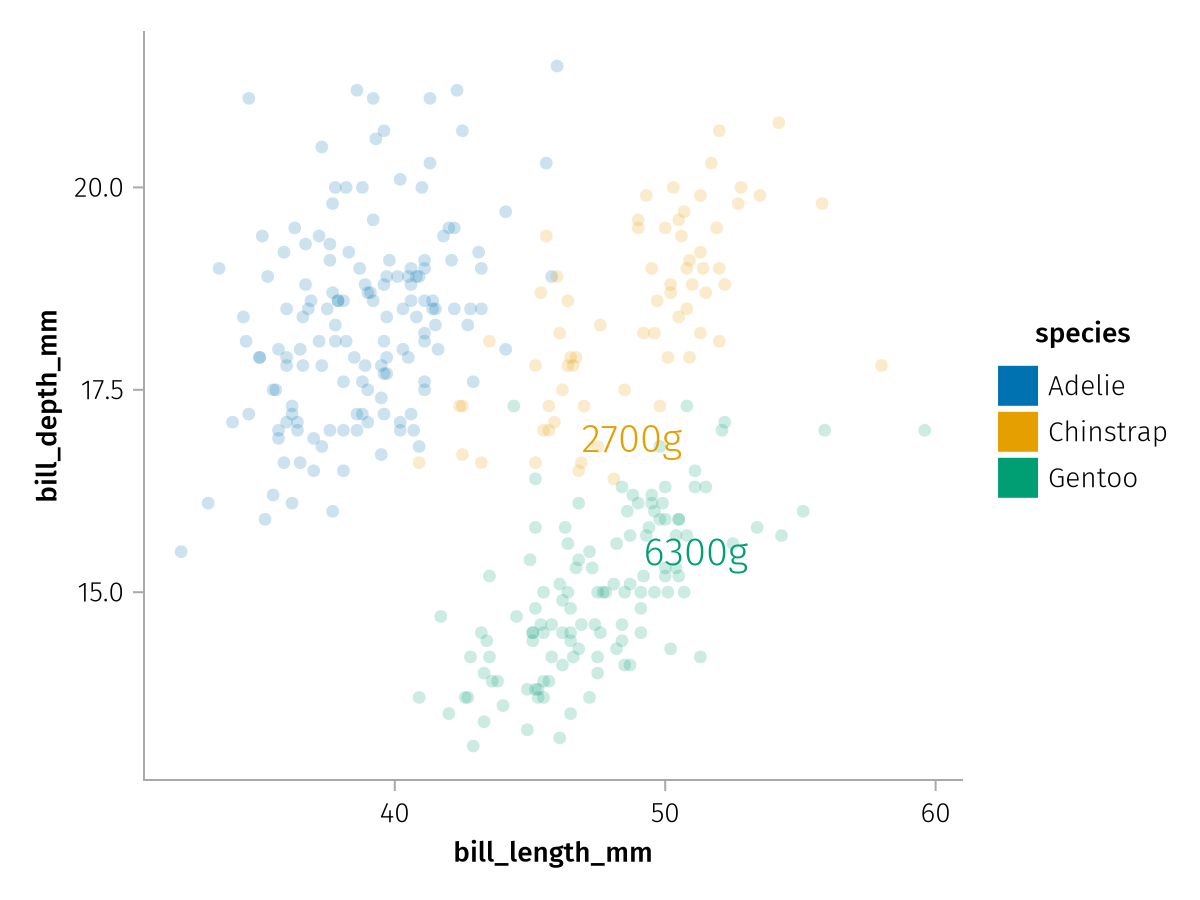 bill_depth_mm
20.0
17.5
15.0
2700g
6300g
40
50
60
bill_length_mm
species
Adelie
Chinstrap
Gentoo